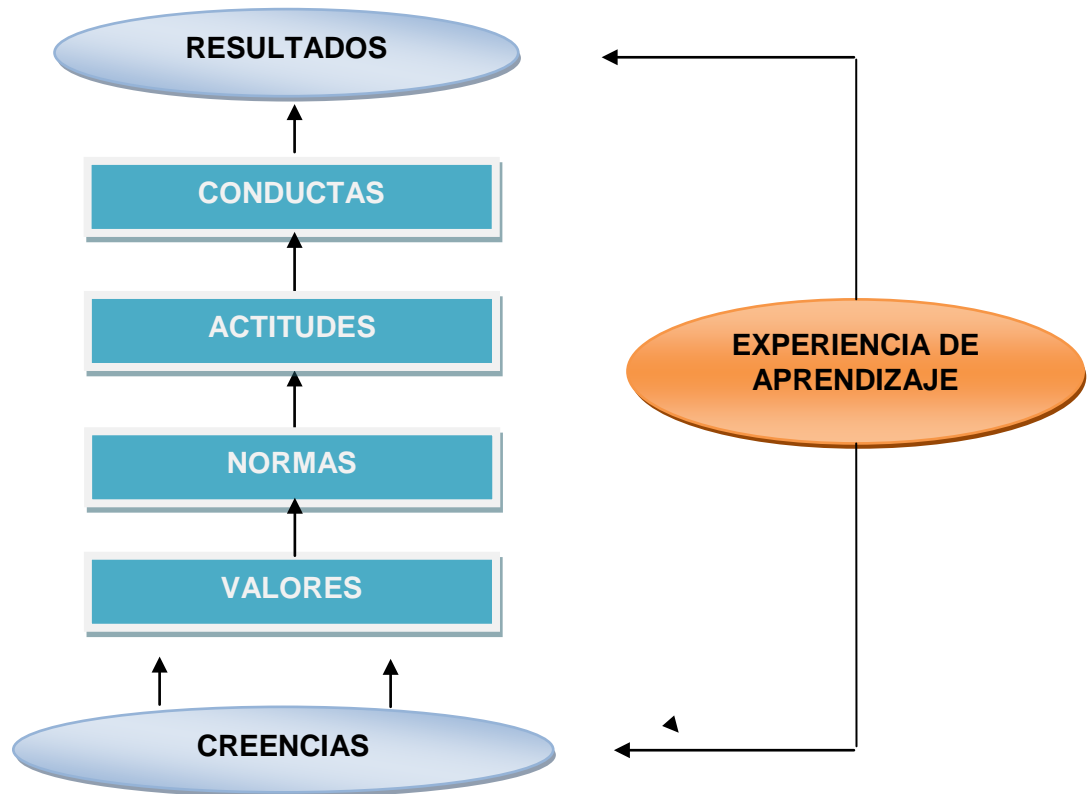 RESULTADOS
CONDUCTAS
ACTITUDES
EXPERIENCIA DE
APRENDIZAJE
NORMAS
VALORES
CREENCIAS